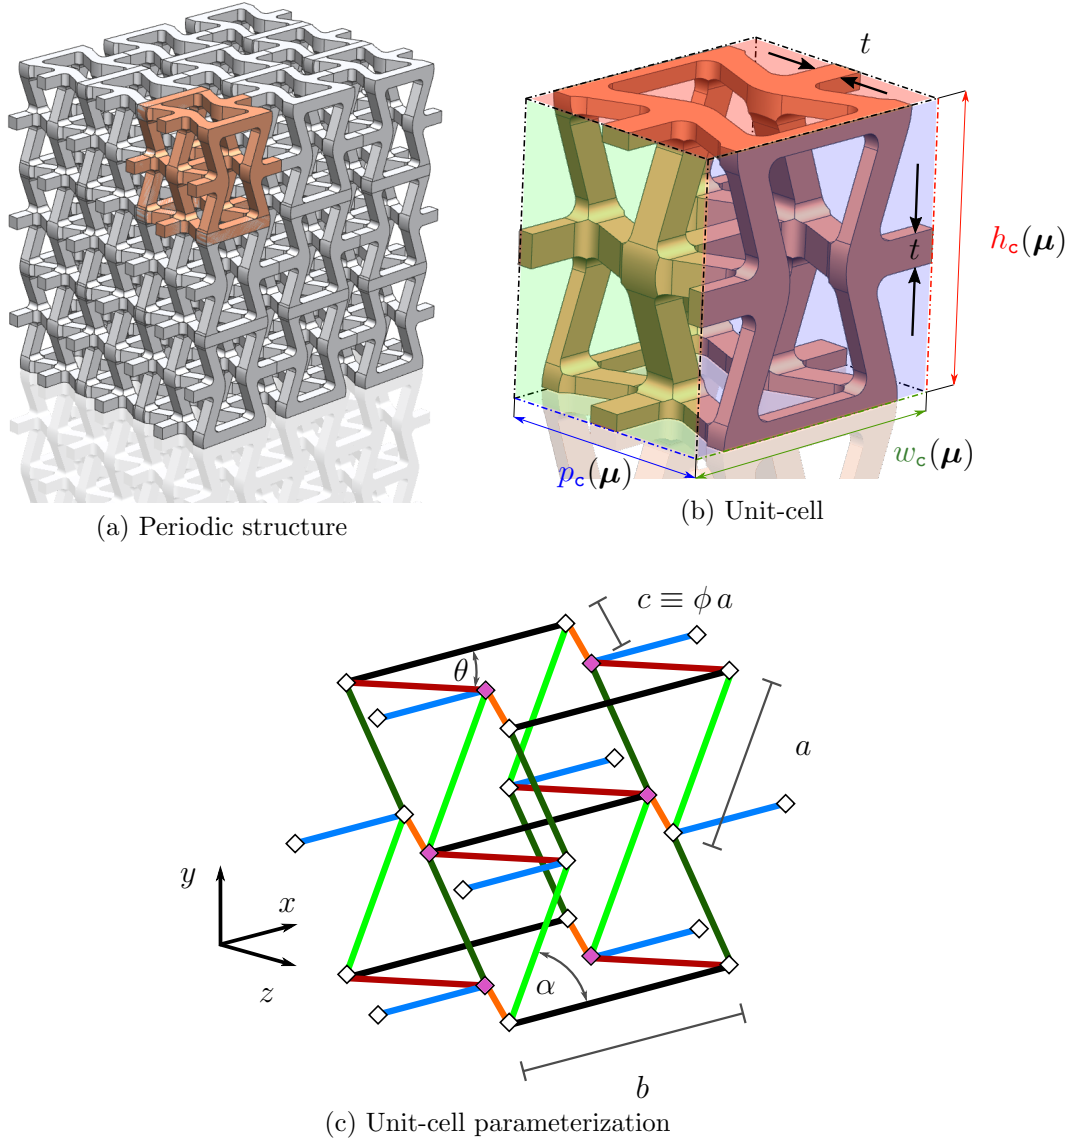 t
t
h_c(μ)
p_c(μ)
w_c(μ)
(a) Periodic structure
(b) Unit-cell
c ≡ ϕ a
θ
a
y
x
z
α
b
(c) Unit-cell parameterization